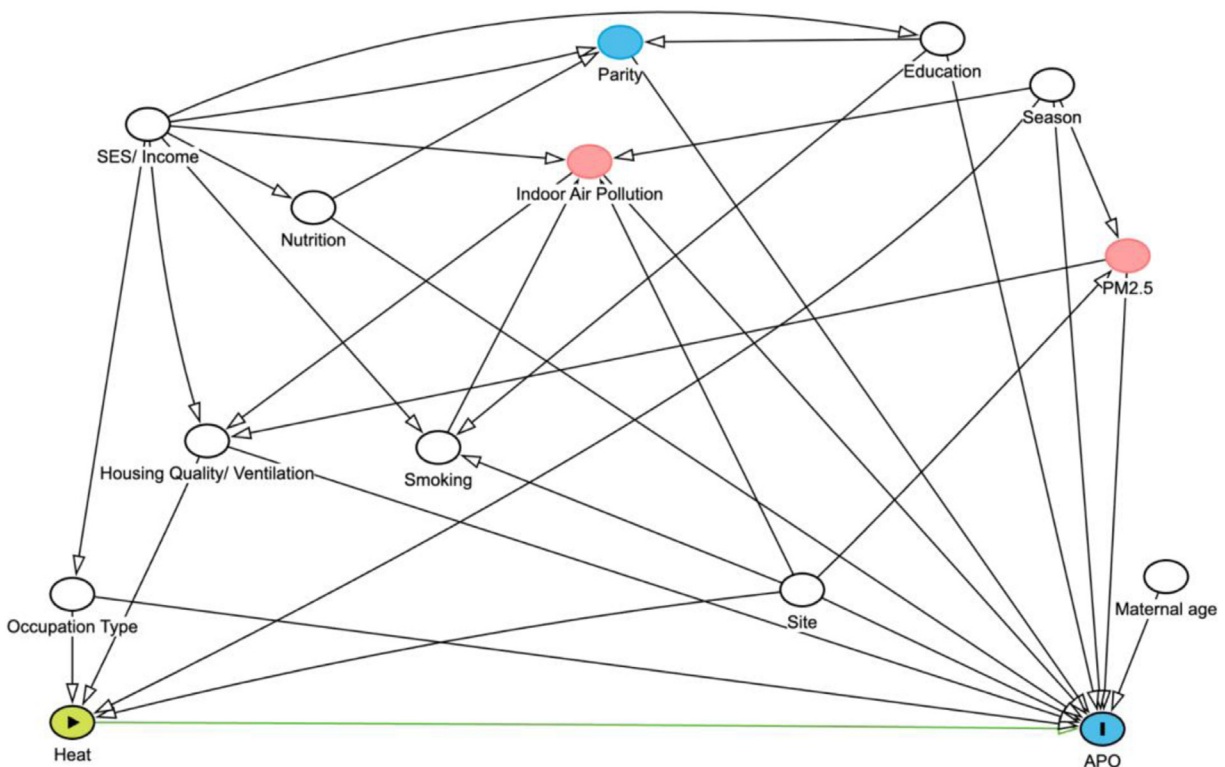 Parity
Education
Season
SES/ Income
Indoor Air Pollution
Nutrition
PM2.5
Housing Quality/ Ventilation
Smoking
Occupation Type
Site
Maternal age
Heat
APO